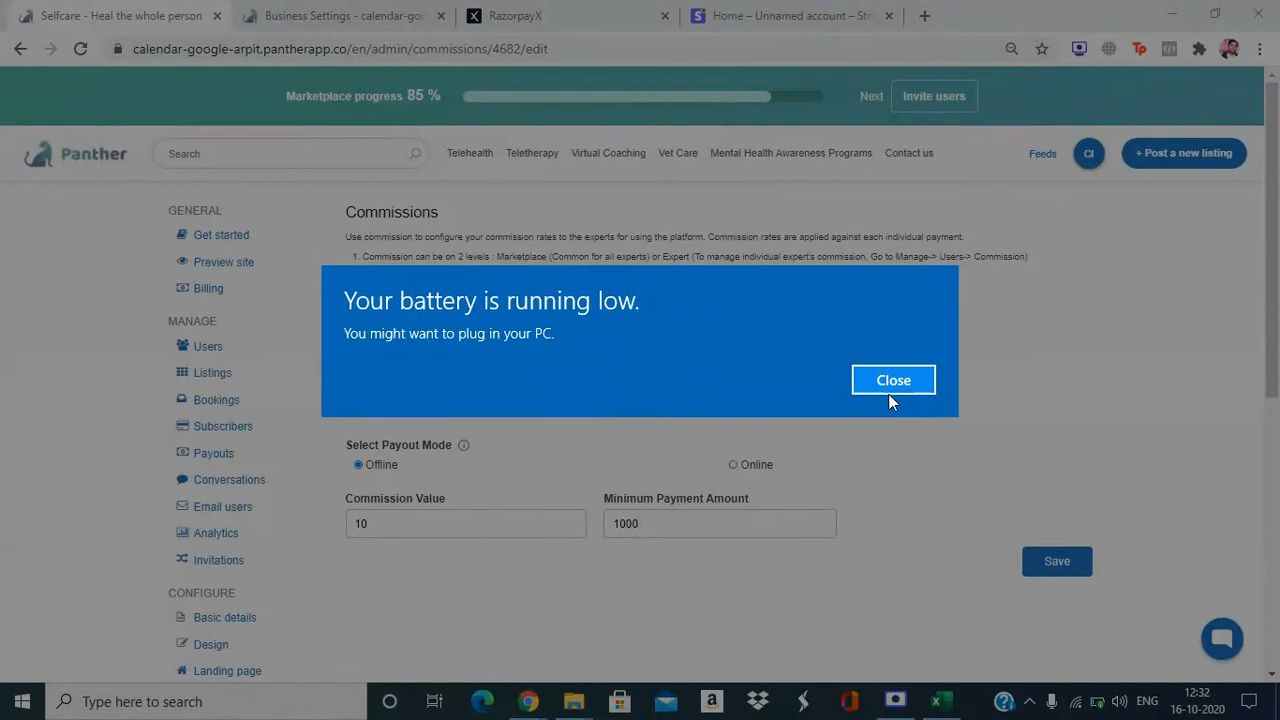 Selfcare - Heal the whole person
Business Settings - calendar-goo
RazorpayX
Home – Unnamed account – Str
calendar-google-arpit.pantherapp.co/en/admin/commissions/4682/edit
Marketplace progress 85 %
Next
Invite users
Panther
Search
Telehealth
Teletherapy
Virtual Coaching
Vet Care
Mental Health Awareness Programs
Contact us
Feeds
CI
+ Post a new listing
GENERAL
Get started
Preview site
Billing
MANAGE
Users
Listings
Bookings
Subscribers
Payouts
Conversations
Email users
Analytics
Invitations
CONFIGURE
Basic details
Design
Landing page
Commissions
Use commission to configure your commission rates to the experts for using the platform. Commission rates are applied against each individual payment.
1. Commission can be on 2 levels : Marketplace (Common for all experts) or Expert (To manage individual expert's commission, Go to Manage-> Users-> Commission)
Your battery is running low.
You might want to plug in your PC.
Close
Select Payout Mode
Offline
Online
Commission Value
Minimum Payment Amount
10
1000
Save
Type here to search
ENG
12:32
16-10-2020